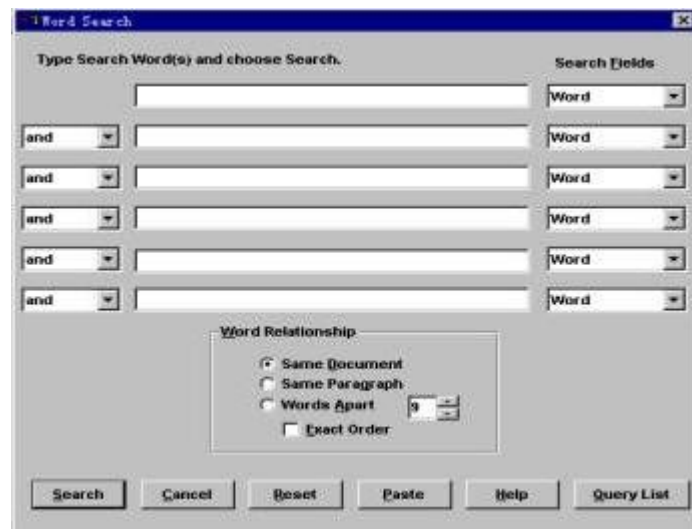 Word Search
Type Search Word(s) and choose Search.
Search Fields
Word
and Word
and Word
and Word
and Word
and Word
Word Relationship
Same Document
Same Paragraph
Words Apart 9
Exact Order
Search Cancel Reset Paste Help Query List